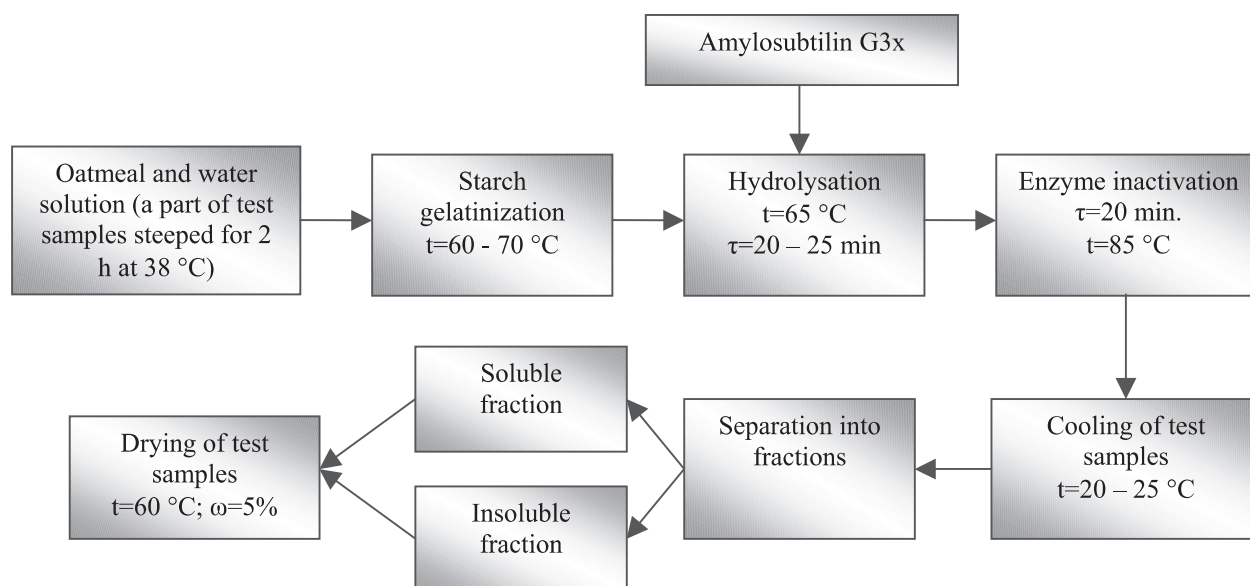 Amylosubtilin G3x
Oatmeal and water
solution (a part of test
samples steeped for 2
h at 38 °C)
Starch
gelatinization
t=60 - 70 °C
Hydrolysation
t=65 °C
τ=20 – 25 min
Enzyme inactivation
τ=20 min.
t=85 °C
Cooling of test
samples
t=20 – 25 °C
Separation into
fractions
Soluble
fraction
Insoluble
fraction
Drying of test
samples
t=60 °C; ω=5%